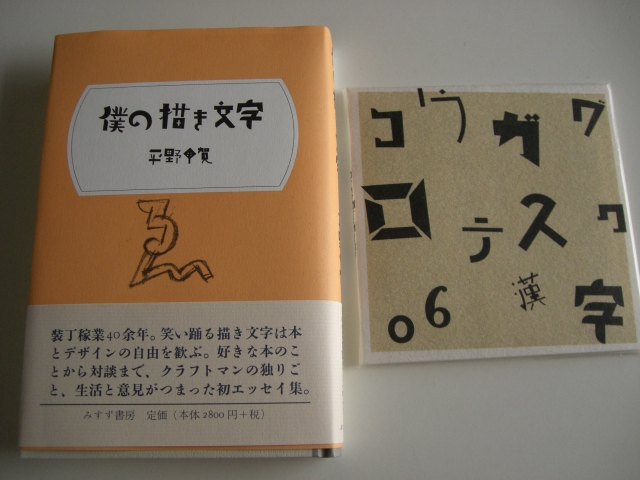 僕の描き文字
平野甲賀
装丁稼業40余年。笑い踊る描き文字は本
とデザインの自由を歓ぶ。好きな本のこ
とから対談まで、クラフトマンの独りご
と、生活と意見がつまった初エッセイ集。
みすず書房 定価(本体2800円+税)
コウガグ
ロテスク
06漢字